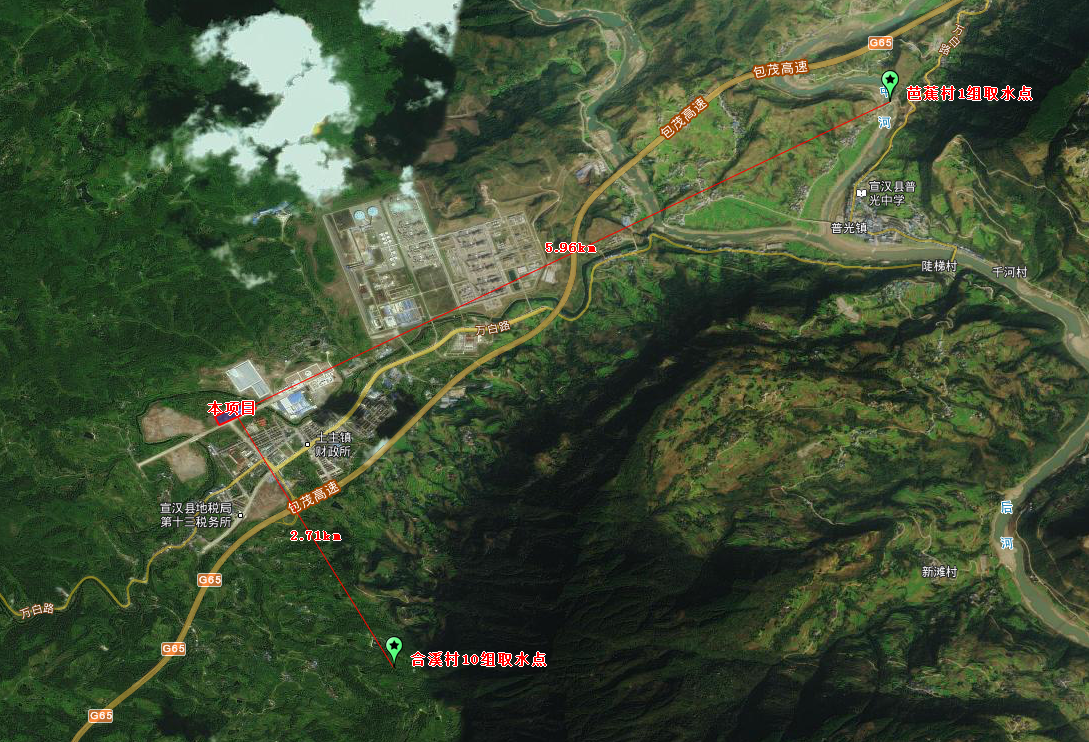 G65
万白路
包茂高速
芭蕉村1组取水点
包茂高速
河
宣汉县普
光中学
普光镇
5.96km
陡梯村
千河村
万白路
本项目
土主镇
财政所
包茂高速
宣汉县地税局
第十三税务所
后
河
2.71km
新滩村
G65
万白路
G65
合溪村10组取水点
G65